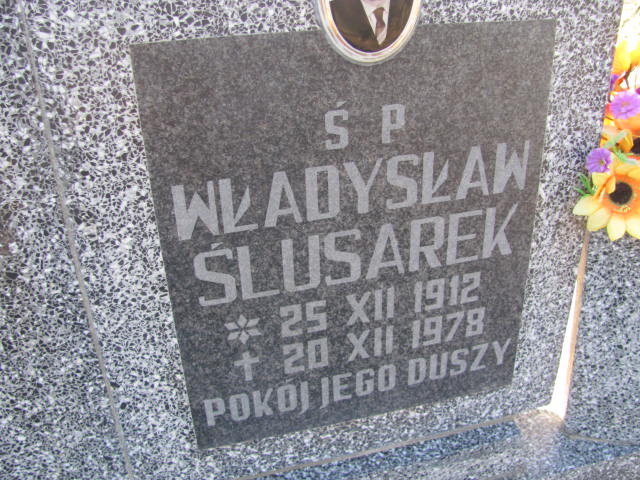 Ś P
WŁADYSŁAW
ŚLUSAREK
* 25 XII 1912
† 20 XII 1978
POKÓJ JEGO DUSZY